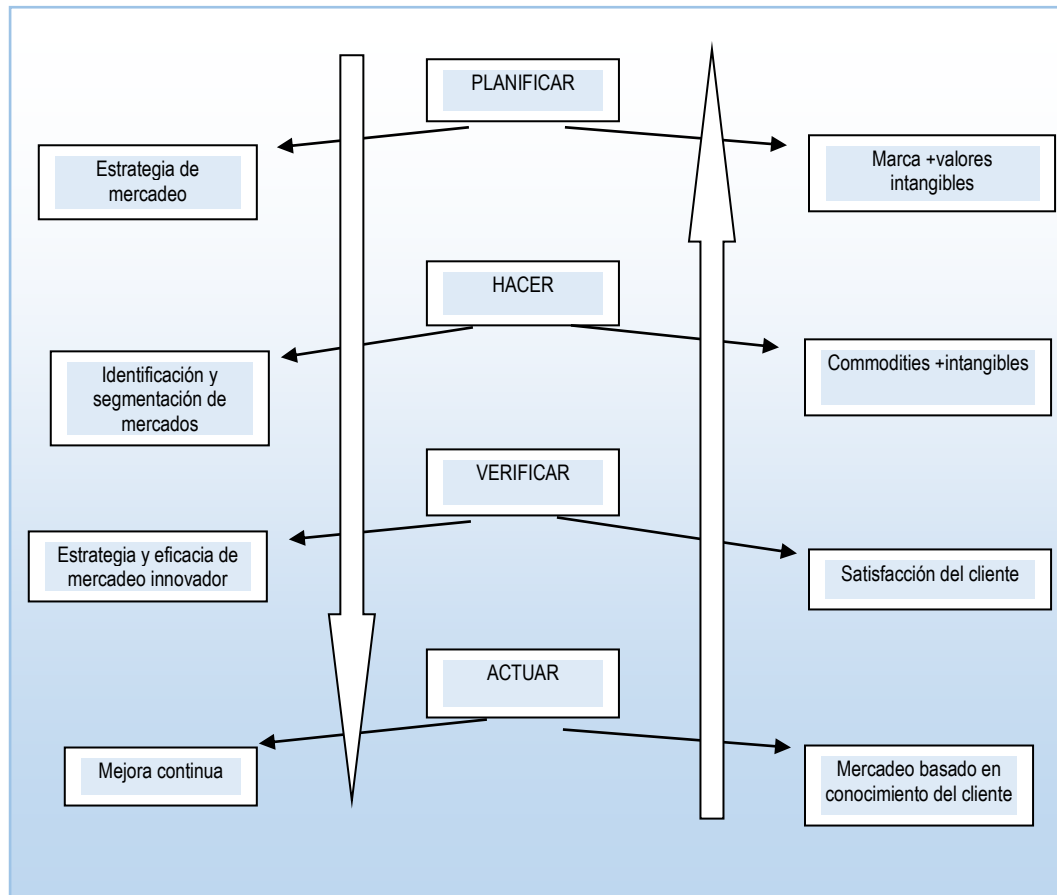 PLANIFICAR
Estrategia de
mercadeo
Marca +valores
intangibles
HACER
Identificación y
segmentación de
mercados
Commodities +intangibles
VERIFICAR
Estrategia y eficacia de
mercadeo innovador
Satisfacción del cliente
ACTUAR
Mejora continua
Mercadeo basado en
conocimiento del cliente